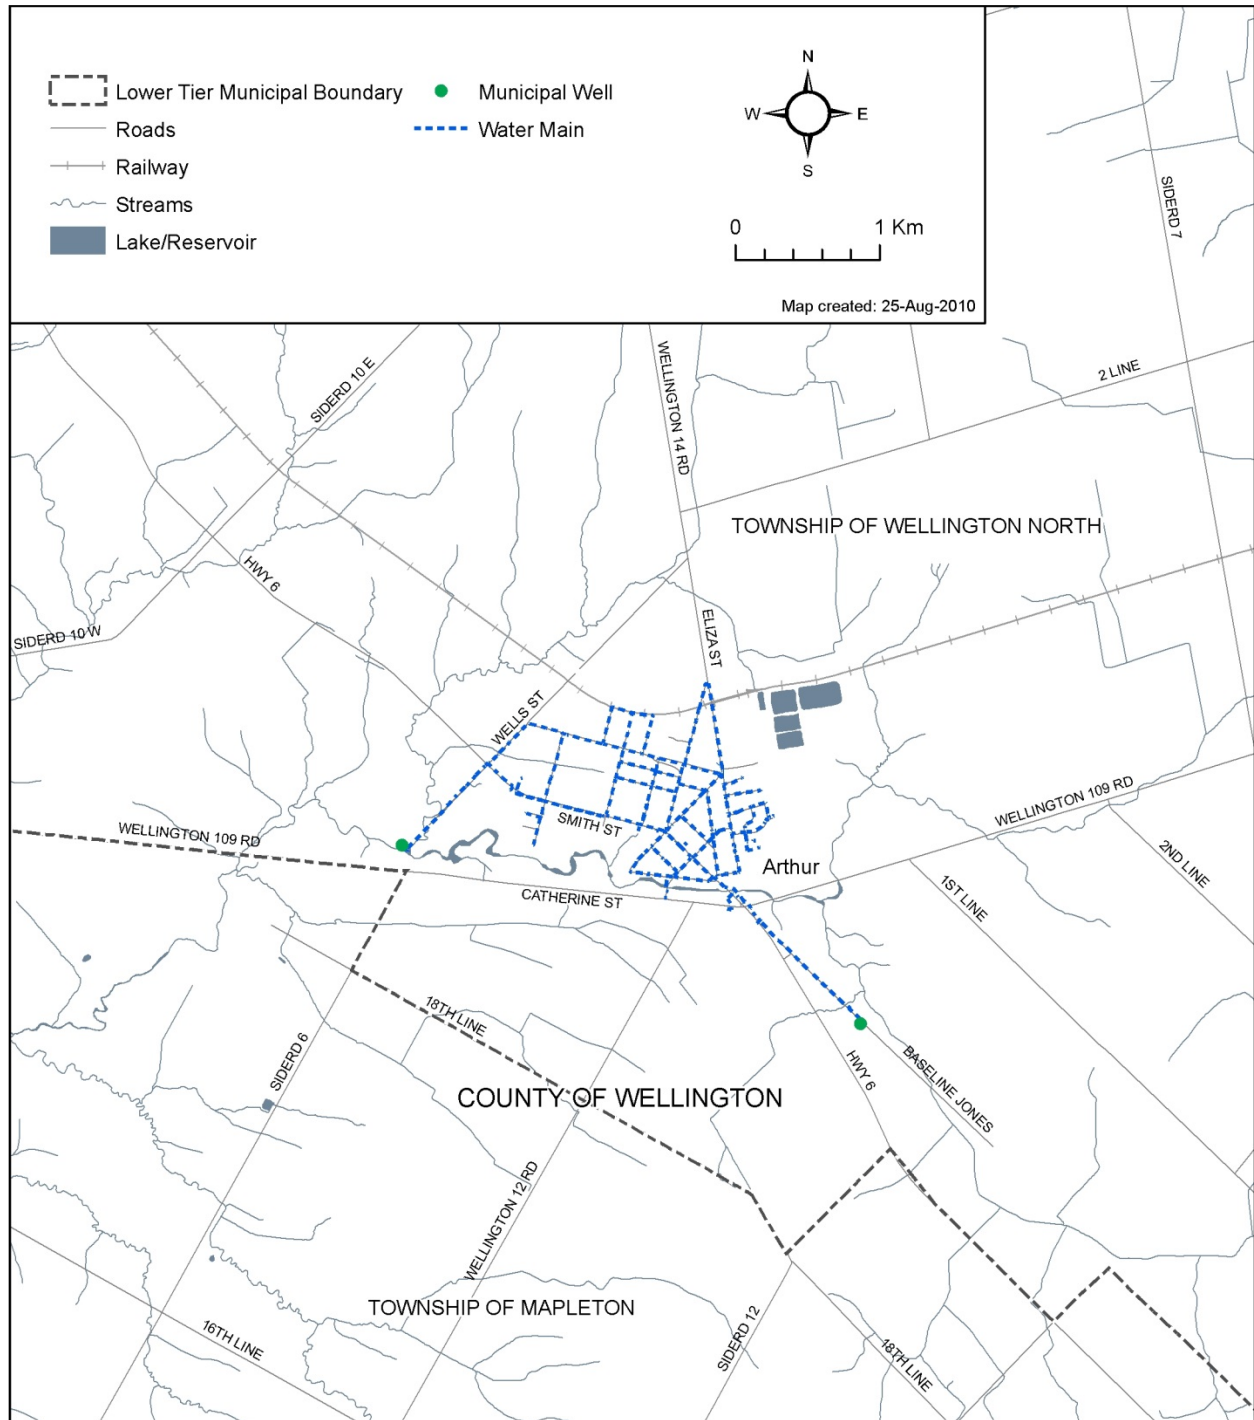 Lower Tier Municipal Boundary
Roads
Railway
Streams
Lake/Reservoir
Municipal Well
Water Main
N
W
E
S
0
1 Km
Map created: 25-Aug-2010
SIDERD 7
SIDERD 10 E
WELLINGTON 14 RD
2 LINE
TOWNSHIP OF WELLINGTON NORTH
HWY 6
SIDERD 10 W
ELIZA ST
WELLS ST
WELLINGTON 109 RD
SMITH ST
WELLINGTON 109 RD
Arthur
2ND LINE
1ST LINE
CATHERINE ST
18TH LINE
SIDERD 6
HWY 6
BASELINE JONES
COUNTY OF WELLINGTON
WELLINGTON 12 RD
TOWNSHIP OF MAPLETON
16TH LINE
SIDERD 12
18TH LINE